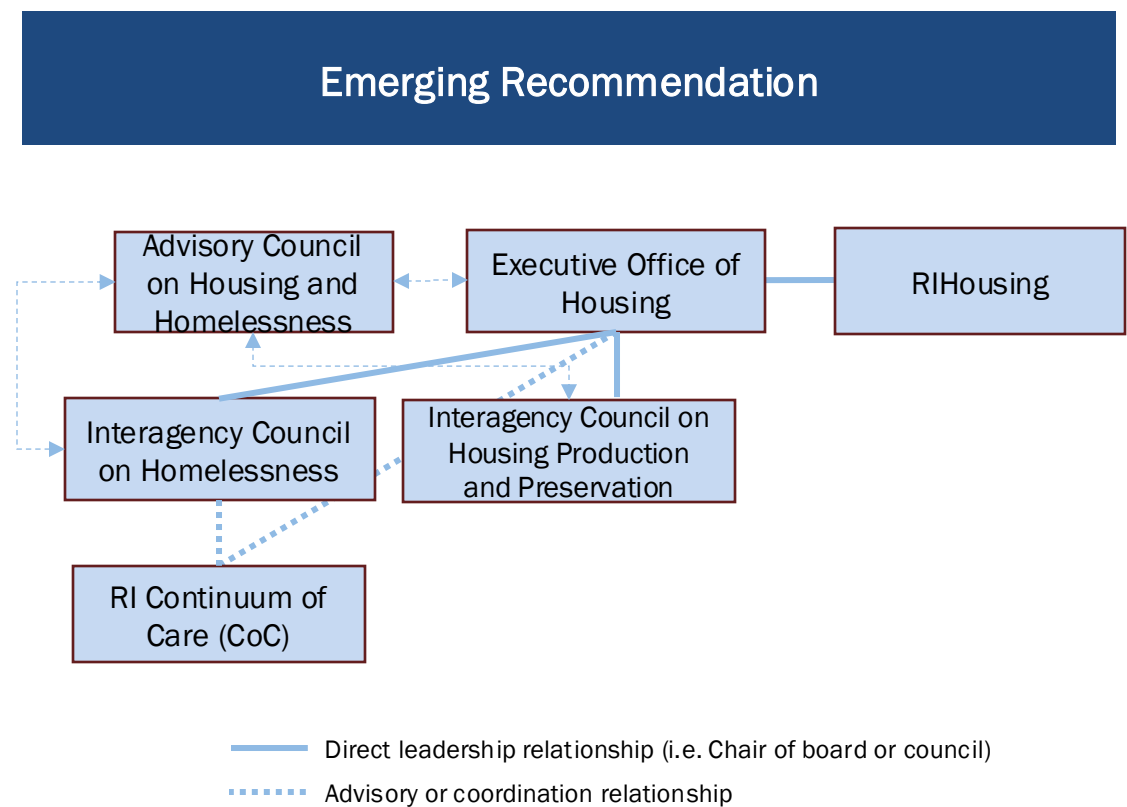 Emerging Recommendation
Advisory Council
on Housing and
Homelessness
Executive Office of
Housing
RIHousing
Interagency Council
on Homelessness
Interagency Council on
Housing Production
and Preservation
RI Continuum of
Care (CoC)
Direct leadership relationship (i.e. Chair of board or council)
Advisory or coordination relationship